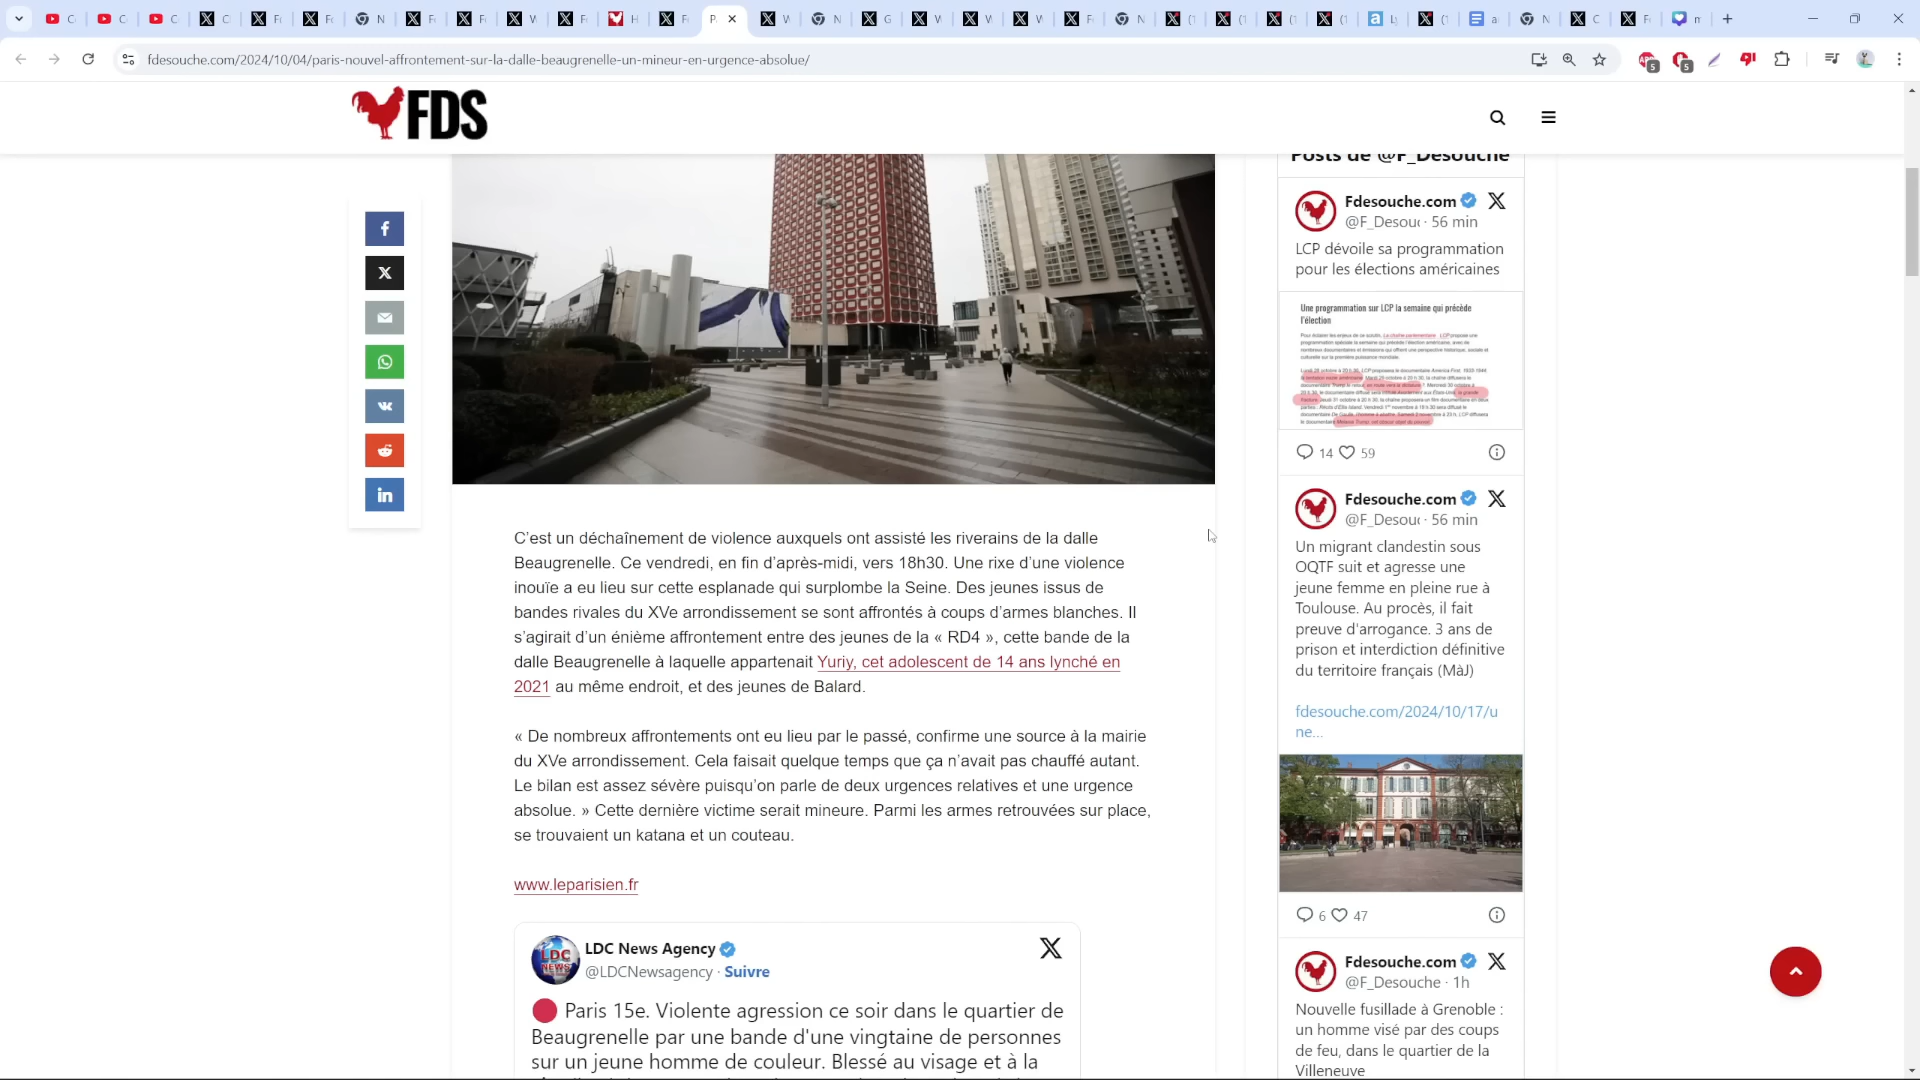 fdesouche.com/2024/10/04/paris-nouvel-affrontement-sur-la-dalle-beaugrenelle-un-mineur-en-urgence-absolue/
5
5
FDS
C'est un déchaînement de violence auxquels ont assisté les riverains de la dalle
Beaugrenelle. Ce vendredi, en fin d'après-midi, vers 18h30. Une rixe d'une violence
inouïe a eu lieu sur cette esplanade qui surplombe la Seine. Des jeunes issus de
bandes rivales du XVe arrondissement se sont affrontés à coups d'armes blanches. Il
s'agirait d'un énième affrontement entre des jeunes de la « RD4 », cette bande de la
dalle Beaugrenelle à laquelle appartenait Yuriy, cet adolescent de 14 ans lynché en
2021 au même endroit, et des jeunes de Balard.
« De nombreux affrontements ont eu lieu par le passé, confirme une source à la mairie
du XVe arrondissement. Cela faisait quelque temps que ça n'avait pas chauffé autant.
Le bilan est assez sévère puisqu'on parle de deux urgences relatives et une urgence
absolue. » Cette dernière victime serait mineure. Parmi les armes retrouvées sur place,
se trouvaient un katana et un couteau.
www.leparisien.fr
LDC News Agency
@LDCNewsagency · Suivre
Paris 15e. Violente agression ce soir dans le quartier de
Beaugrenelle par une bande d'une vingtaine de personnes
sur un jeune homme de couleur. Blessé au visage et à la
Posts de @F_Desouche
Fdesouche.com
@F_Desouc · 56 min
LCP dévoile sa programmation
pour les élections américaines
Une programmation sur LCP la semaine qui précède
l'élection
14 59
Fdesouche.com
@F_Desouc · 56 min
Un migrant clandestin sous
OQTF suit et agresse une
jeune femme en pleine rue à
Toulouse. Au procès, il fait
preuve d'arrogance. 3 ans de
prison et interdiction définitive
du territoire français (MàJ)
fdesouche.com/2024/10/17/u
ne...
6 47
Fdesouche.com
@F_Desouche · 1h
Nouvelle fusillade à Grenoble :
un homme visé par des coups
de feu, dans le quartier de la
Villeneuve